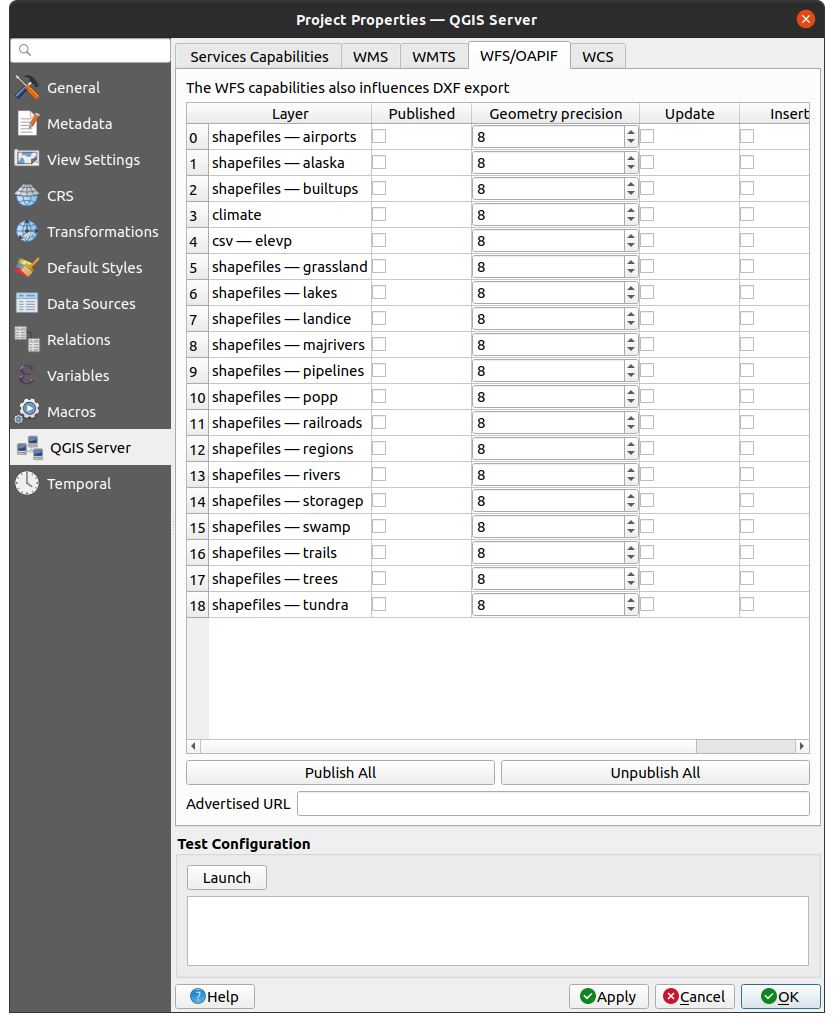 Project Properties — QGIS Server
General
Metadata
View Settings
CRS
Transformations
Default Styles
Data Sources
Relations
Variables
Macros
QGIS Server
Temporal
Services Capabilities WMS WMTS WFS/OAPIF WCS
The WFS capabilities also influences DXF export
Layer Published Geometry precision Update Insert
0 shapefiles — airports 8
1 shapefiles — alaska 8
2 shapefiles — builtups 8
3 climate 8
4 csv — elevp 8
5 shapefiles — grassland 8
6 shapefiles — lakes 8
7 shapefiles — landice 8
8 shapefiles — majrivers 8
9 shapefiles — pipelines 8
10 shapefiles — popp 8
11 shapefiles — railroads 8
12 shapefiles — regions 8
13 shapefiles — rivers 8
14 shapefiles — storagep 8
15 shapefiles — swamp 8
16 shapefiles — trails 8
17 shapefiles — trees 8
18 shapefiles — tundra 8
Publish All Unpublish All
Advertised URL
Test Configuration
Launch
Help Apply Cancel OK